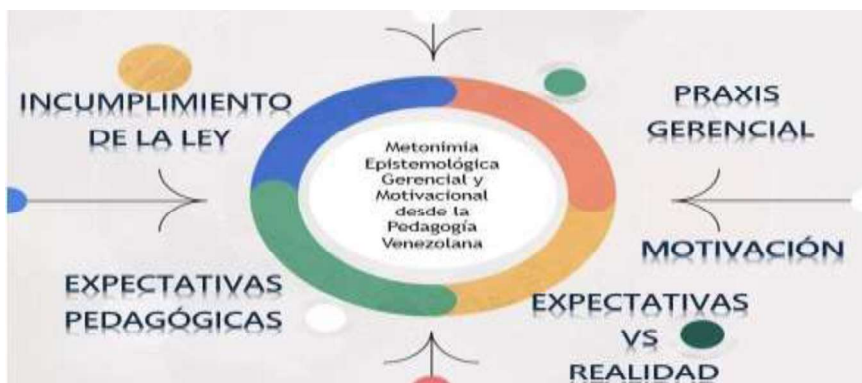 INCUMPLIMIENTO
DE LA LEY
PRAXIS
GERENCIAL
Metonimia
Epistemológica
Gerencial y
Motivacional
desde la
Pedagogía
Venezolana
MOTIVACIÓN
EXPECTATIVAS
PEDAGÓGICAS
EXPECTATIVAS
VS
REALIDAD